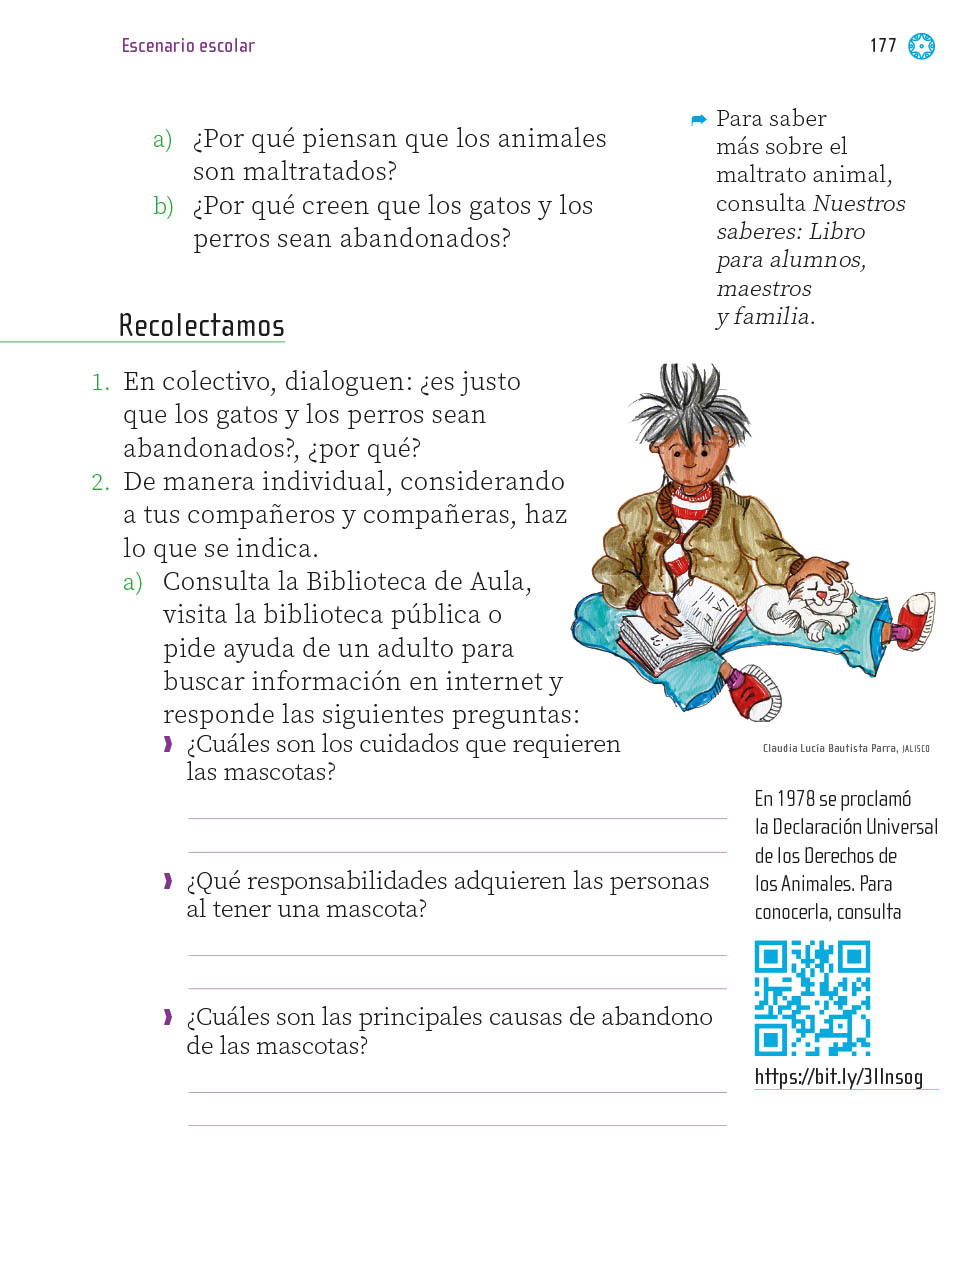 Escenario escolar
177
a) ¿Por qué piensan que los animales
son maltratados?
b) ¿Por qué creen que los gatos y los
perros sean abandonados?
Para saber
más sobre el
maltrato animal,
consulta Nuestros
saberes: Libro
para alumnos,
maestros
y familia.
Recolectamos
1. En colectivo, dialoguen: ¿es justo
que los gatos y los perros sean
abandonados?, ¿por qué?
2. De manera individual, considerando
a tus compañeros y compañeras, haz
lo que se indica.
a) Consulta la Biblioteca de Aula,
visita la biblioteca pública o
pide ayuda de un adulto para
buscar información en internet y
responde las siguientes preguntas:
¿Cuáles son los cuidados que requieren
las mascotas?
¿Qué responsabilidades adquieren las personas
al tener una mascota?
¿Cuáles son las principales causas de abandono
de las mascotas?
Claudia Lucía Bautista Parra, JALISCO
En 1978 se proclamó
la Declaración Universal
de los Derechos de
los Animales. Para
conocerla, consulta